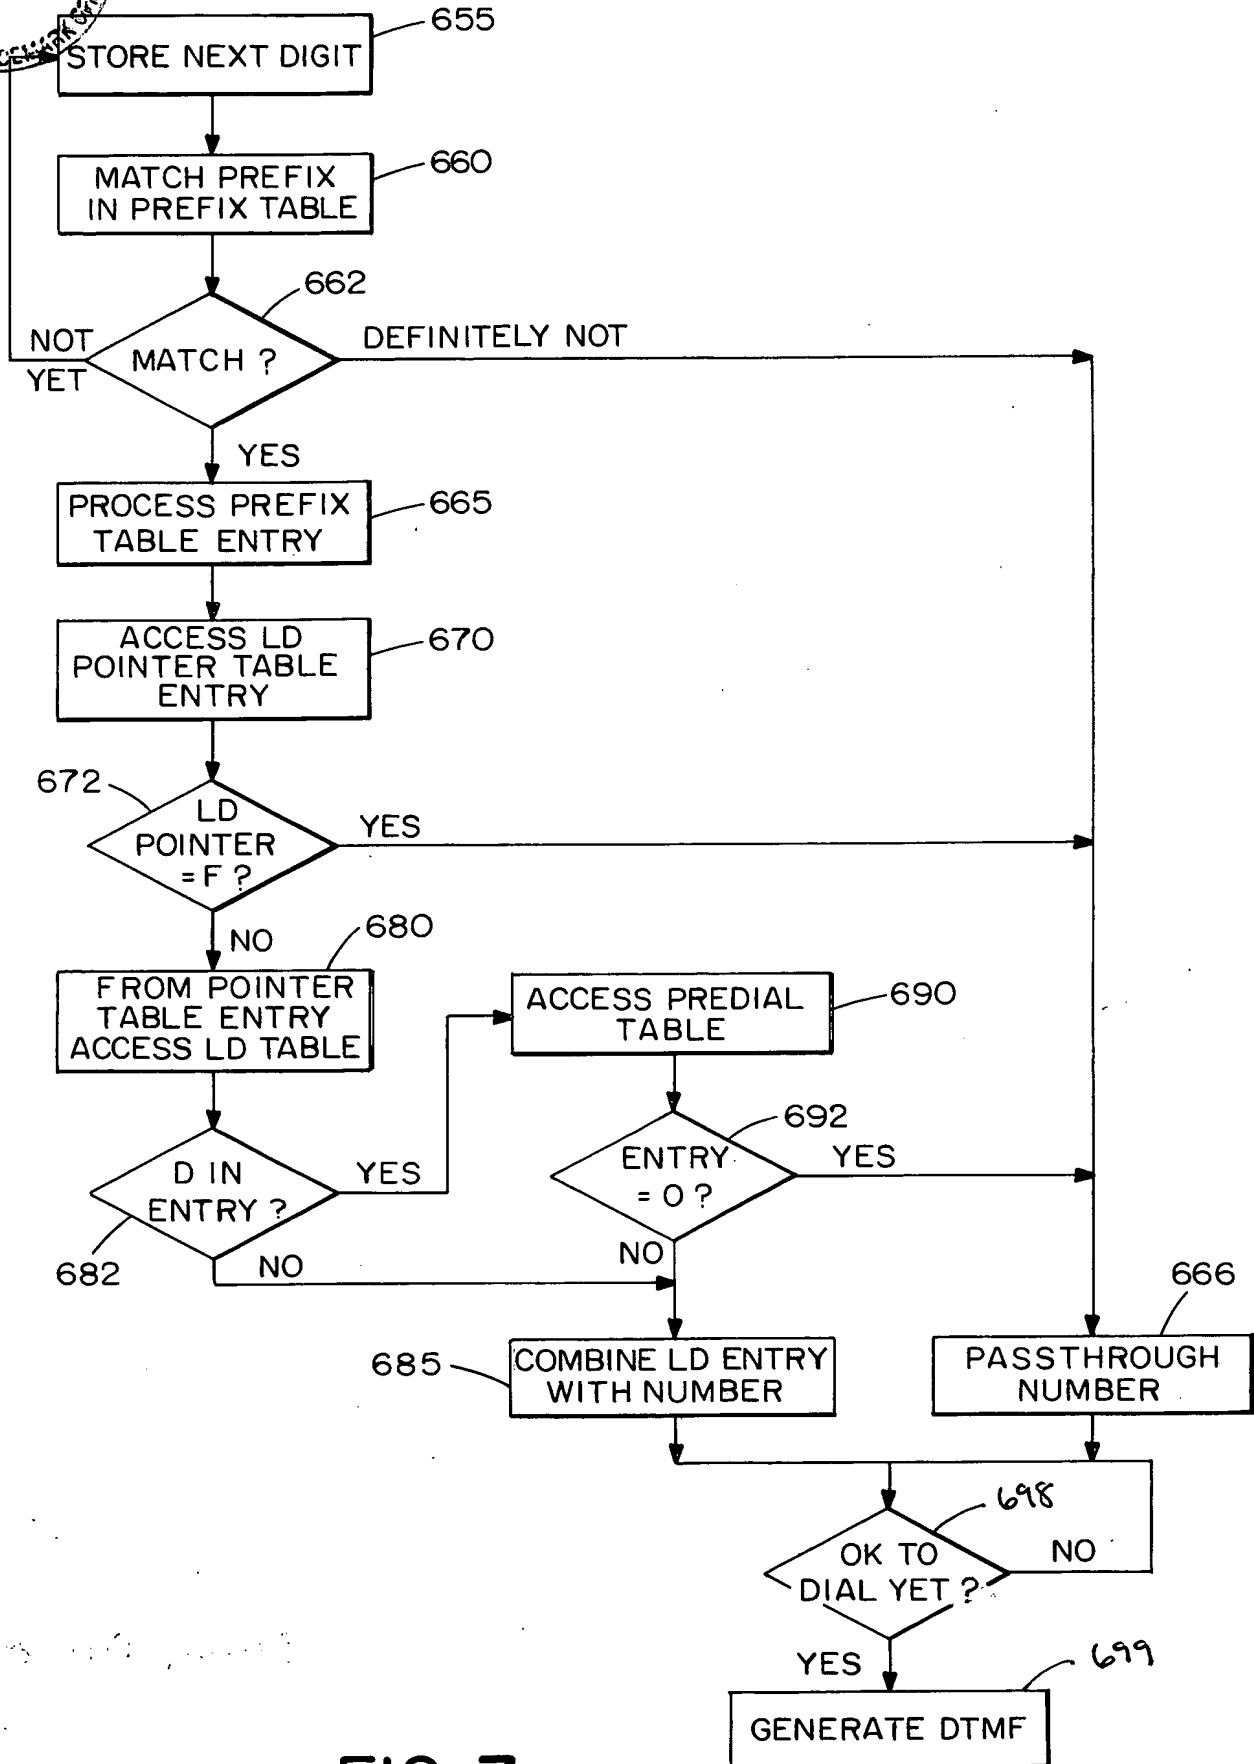 655
STORE NEXT DIGIT
660
MATCH PREFIX
IN PREFIX TABLE
662
NOT
YET
MATCH ?
DEFINITELY NOT
YES
PROCESS PREFIX
TABLE ENTRY
665
ACCESS LD
POINTER TABLE
ENTRY
670
672
LD
POINTER
= F ?
YES
NO
680
FROM POINTER
TABLE ENTRY
ACCESS LD TABLE
ACCESS PREDIAL
TABLE
690
692
D IN
ENTRY ?
YES
ENTRY
= 0 ?
YES
682
NO
NO
666
685
COMBINE LD ENTRY
WITH NUMBER
PASSTHROUGH
NUMBER
698
OK TO
DIAL YET ?
NO
YES
699
GENERATE DTMF